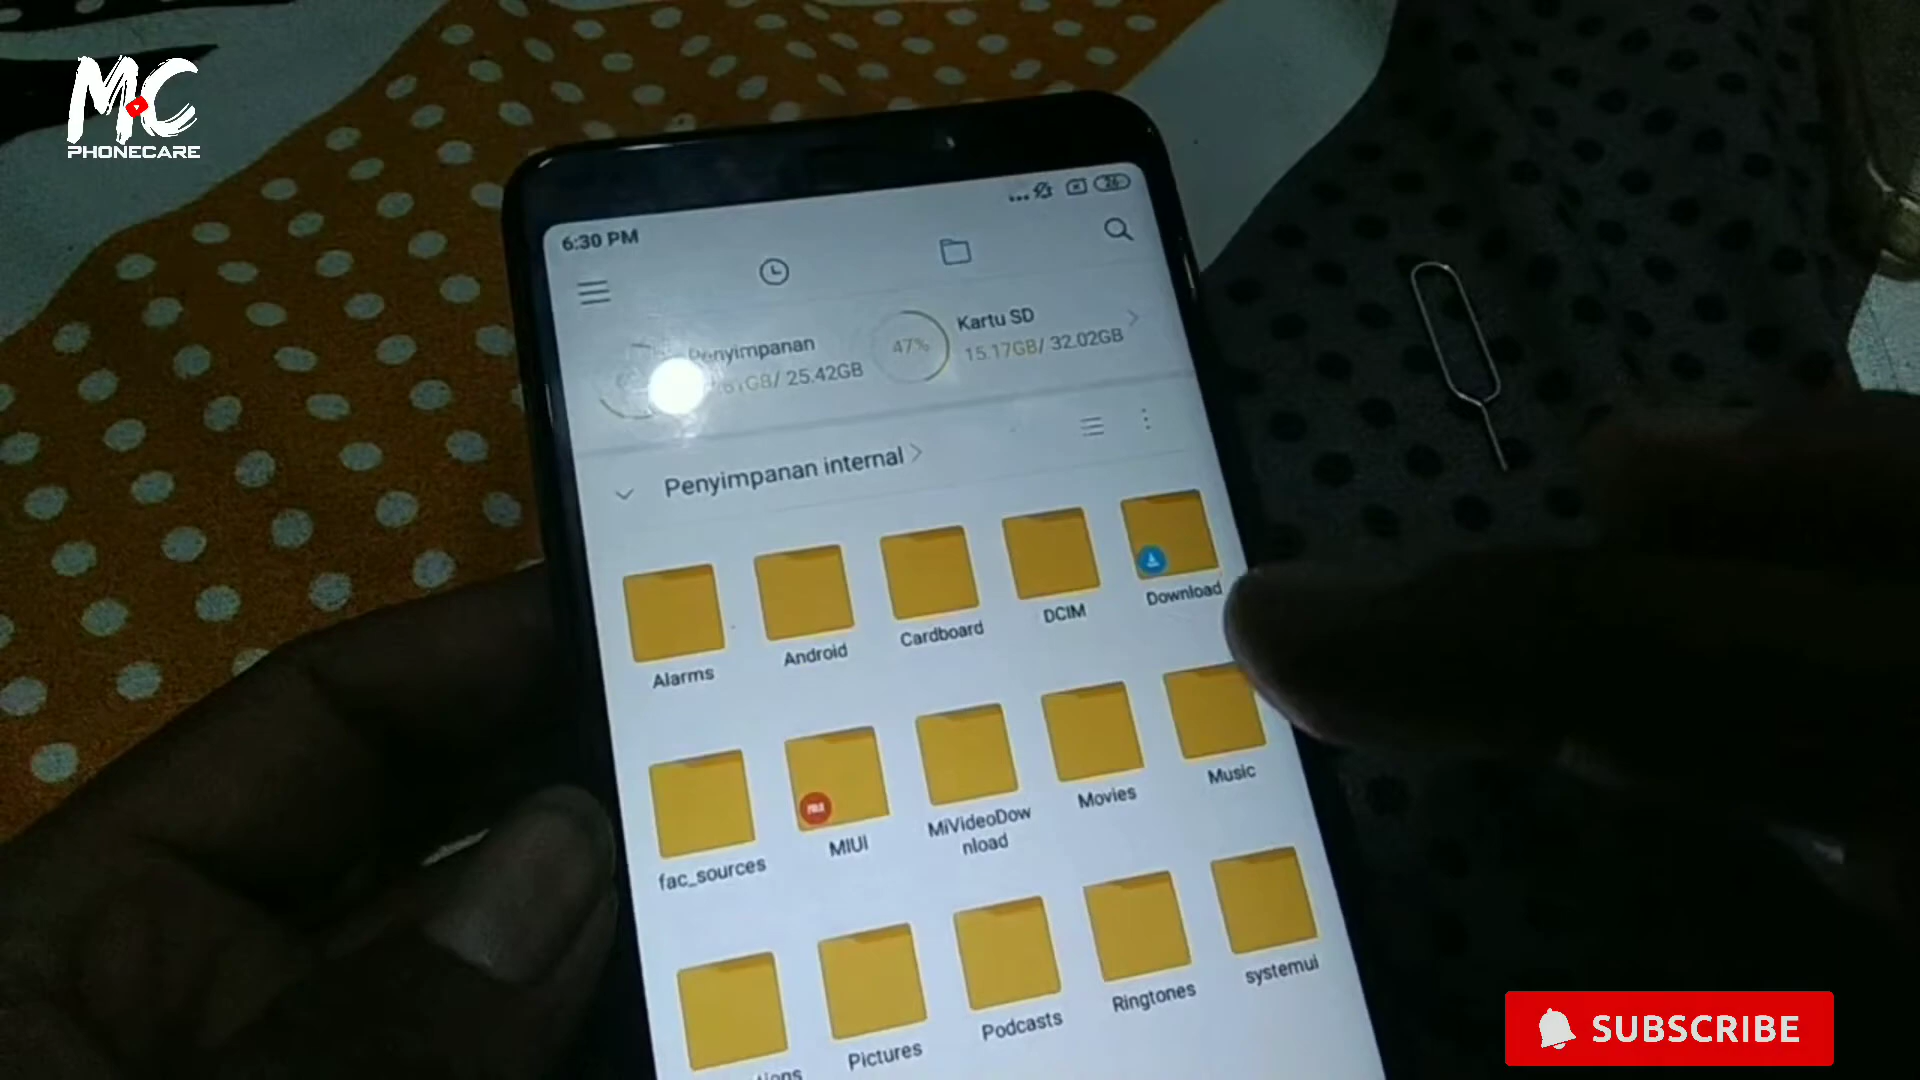 MC
PHONECARE
6:30 PM
26
Penyimpanan
25.42GB
47%
Kartu SD
15.17GB/ 32.02GB
Penyimpanan internal
Alarms
Android
Cardboard
DCIM
Download
fac_sources
MIUI
MiVideoDow
nload
Movies
Music
Pictures
Podcasts
Ringtones
systemui
SUBSCRIBE